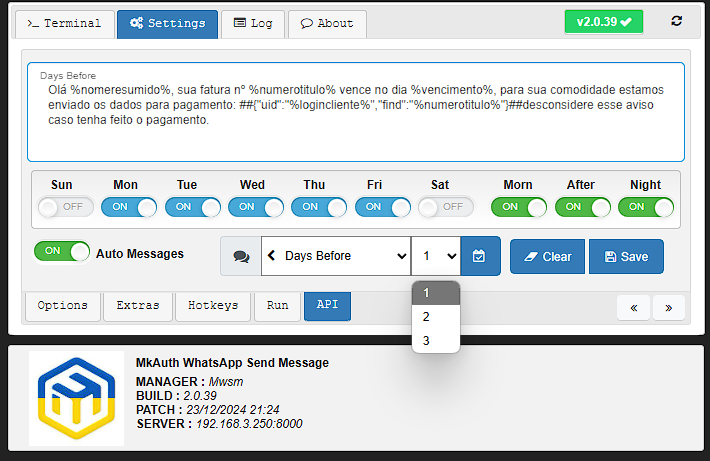 >_ Terminal
Settings
Log
About
v2.0.39
Days Before
Olá %nomeresumido%, sua fatura nº %numerotitulo% vence no dia %vencimento%, para sua comodidade estamos
enviado os dados para pagamento: ##{"uid":"%logincliente%","find":"%numerotitulo%"}##desconsidere esse aviso
caso tenha feito o pagamento.
Sun Mon Tue Wed Thu Fri Sat Morn After Night
OFF ON ON ON ON ON OFF ON ON ON
ON Auto Messages
Days Before
1
Clear
Save
1
2
3
Options
Extras
Hotkeys
Run
API
«
»
MkAuth WhatsApp Send Message
MANAGER : Mwsm
BUILD : 2.0.39
PATCH : 23/12/2024 21:24
SERVER : 192.168.3.250:8000